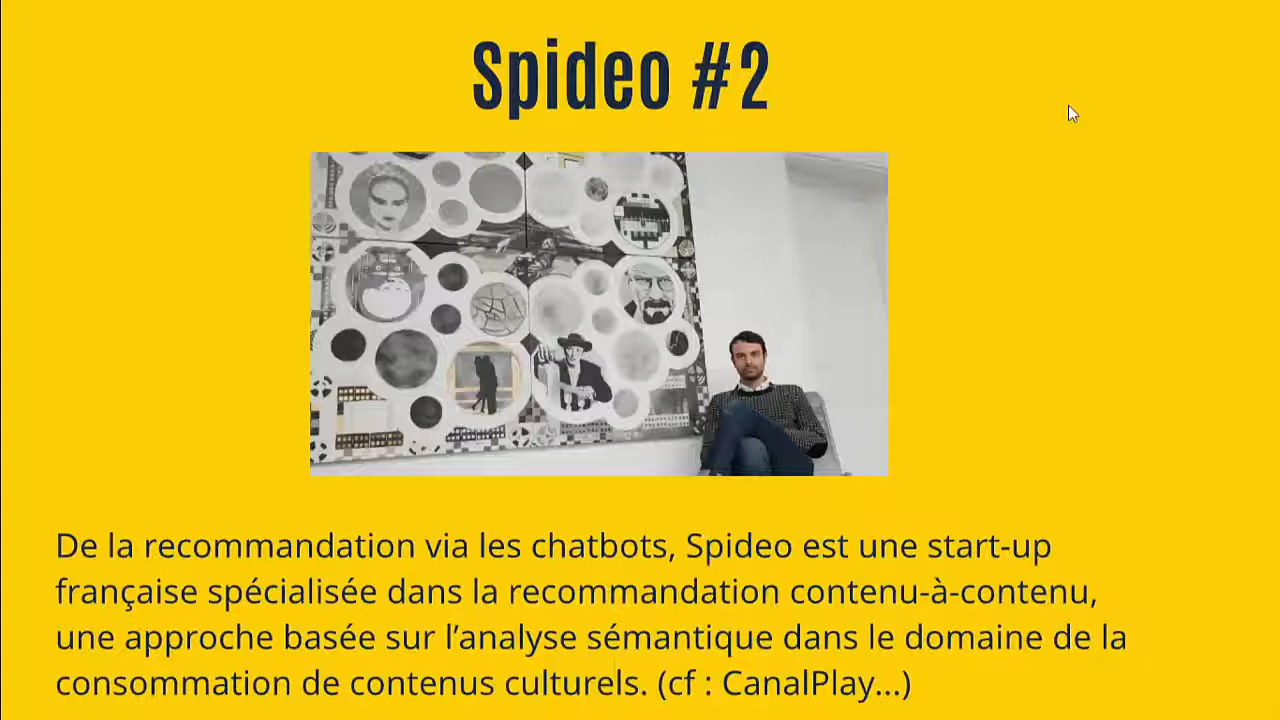 Spideo #2
De la recommandation via les chatbots, Spideo est une start-up
française spécialisée dans la recommandation contenu-à-contenu,
une approche basée sur l’analyse sémantique dans le domaine de la
consommation de contenus culturels. (cf : CanalPlay...)